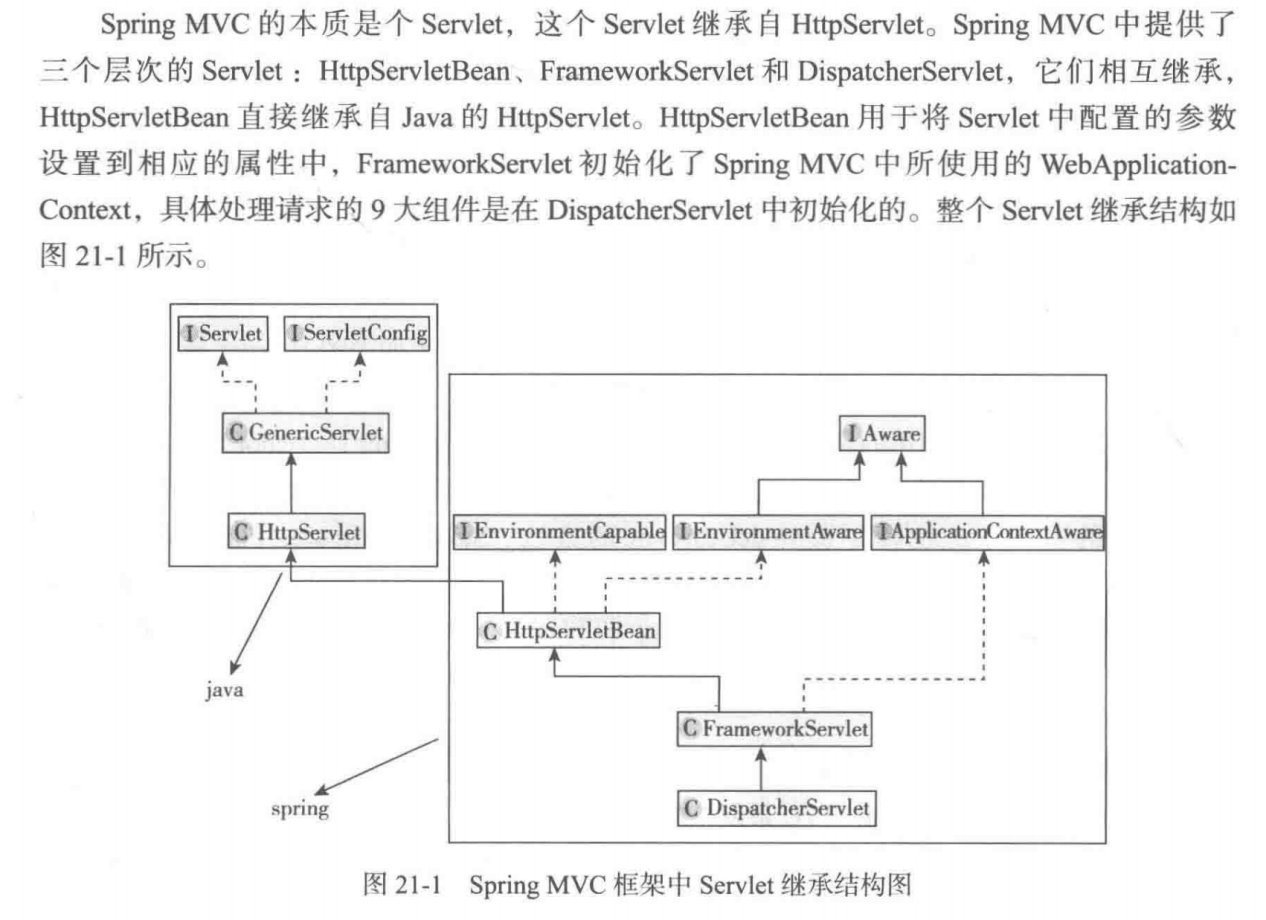 Spring MVC 的本质是个 Servlet，这个 Servlet 继承自 HttpServlet。Spring MVC 中提供了
三个层次的 Servlet：HttpServletBean、FrameworkServlet 和 DispatcherServlet，它们相互继承，
HttpServletBean 直接继承自 Java 的 HttpServlet。HttpServletBean 用于将 Servlet 中配置的参数
设置到相应的属性中，FrameworkServlet 初始化了 Spring MVC 中所使用的 WebApplication-
Context，具体处理请求的 9 大组件是在 DispatcherServlet 中初始化的。整个 Servlet 继承结构如
图 21-1 所示。
I Servlet
I ServletConfig
C GenericServlet
C HttpServlet
java
I Aware
I EnvironmentCapable
I EnvironmentAware
I ApplicationContextAware
C HttpServletBean
C FrameworkServlet
C DispatcherServlet
spring
图 21-1 Spring MVC 框架中 Servlet 继承结构图